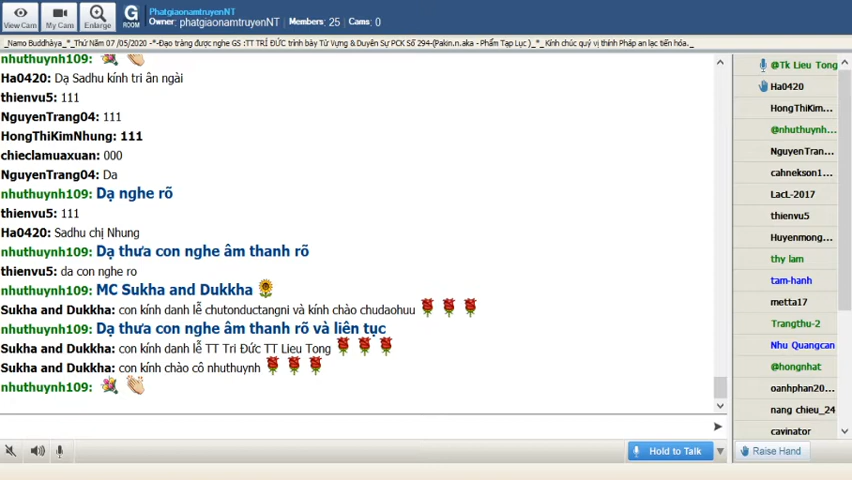 View Cam
My Cam
Enlarge
G
ROOM
PhatgiaonamtruyenNT
Owner: phatgiaonamtruyenNT Members: 25 Cams: 0
_Namo Buddhàya_*_Thứ Năm 07 /05/2020 -*-Đạo tràng được nghe GS :TT TRÍ ĐỨC trình bày Từ Vựng & Duyên Sự PCK Số 294-(Pakin.n.aka - Phẩm Tạp Lục )_*_Kính chúc quý vị thính Pháp an lạc tiến hóa._
nhuthuynh109:
Ha0420: Dạ Sadhu kính tri ân ngài
thienvu5: 111
NguyenTrang04: 111
HongThiKimNhung: 111
chieclamuaxuan: 000
NguyenTrang04: Da
nhuthuynh109: Dạ nghe rõ
thienvu5: 111
Ha0420: Sadhu chị Nhung
nhuthuynh109: Dạ thưa con nghe âm thanh rõ
thienvu5: da con nghe ro
nhuthuynh109: MC Sukha and Dukkha
Sukha and Dukkha: con kính danh lễ chutonductangni và kính chào chudaohuu
nhuthuynh109: Dạ thưa con nghe âm thanh rõ và liên tục
Sukha and Dukkha: con kính danh lễ TT Tri Đức TT Lieu Tong
Sukha and Dukkha: con kính chào cô nhuthuynh
nhuthuynh109:
@Tk Lieu Tong
Ha0420
HongThiKim...
@nhuthuynh...
NguyenTran...
cahnekson1...
LacL-2017
thienvu5
Huyenmong...
thy lam
tam-hanh
metta17
Trangthu-2
Nhu Quangcan
@hongnhat
oanhphan20...
nang chieu_24
cavinator
Hold to Talk
Raise Hand